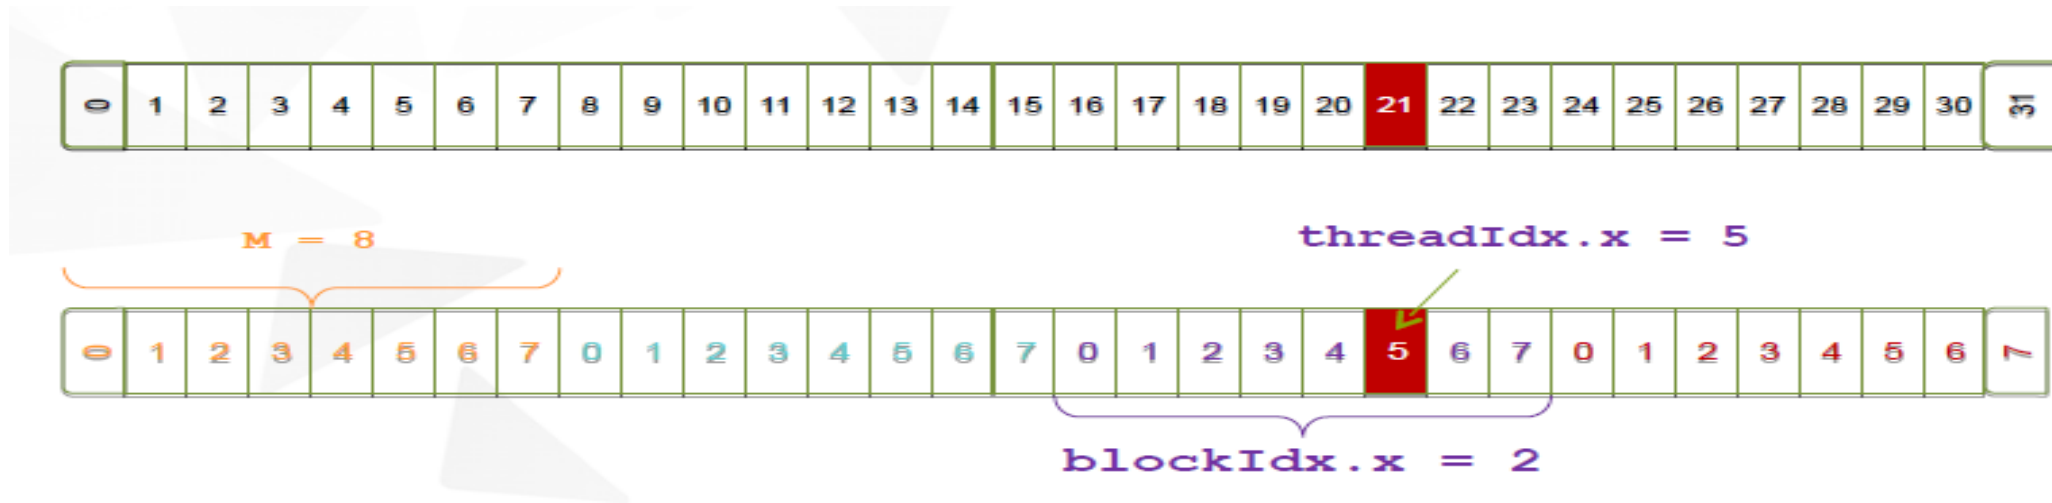 0 1 2 3 4 5 6 7 8 9 10 11 12 13 14 15 16 17 18 19 20 21 22 23 24 25 26 27 28 29 30 31
M = 8
threadIdx.x = 5
0 1 2 3 4 5 6 7 0 1 2 3 4 5 6 7 0 1 2 3 4 5 6 7 0 1 2 3 4 5 6 7
blockIdx.x = 2